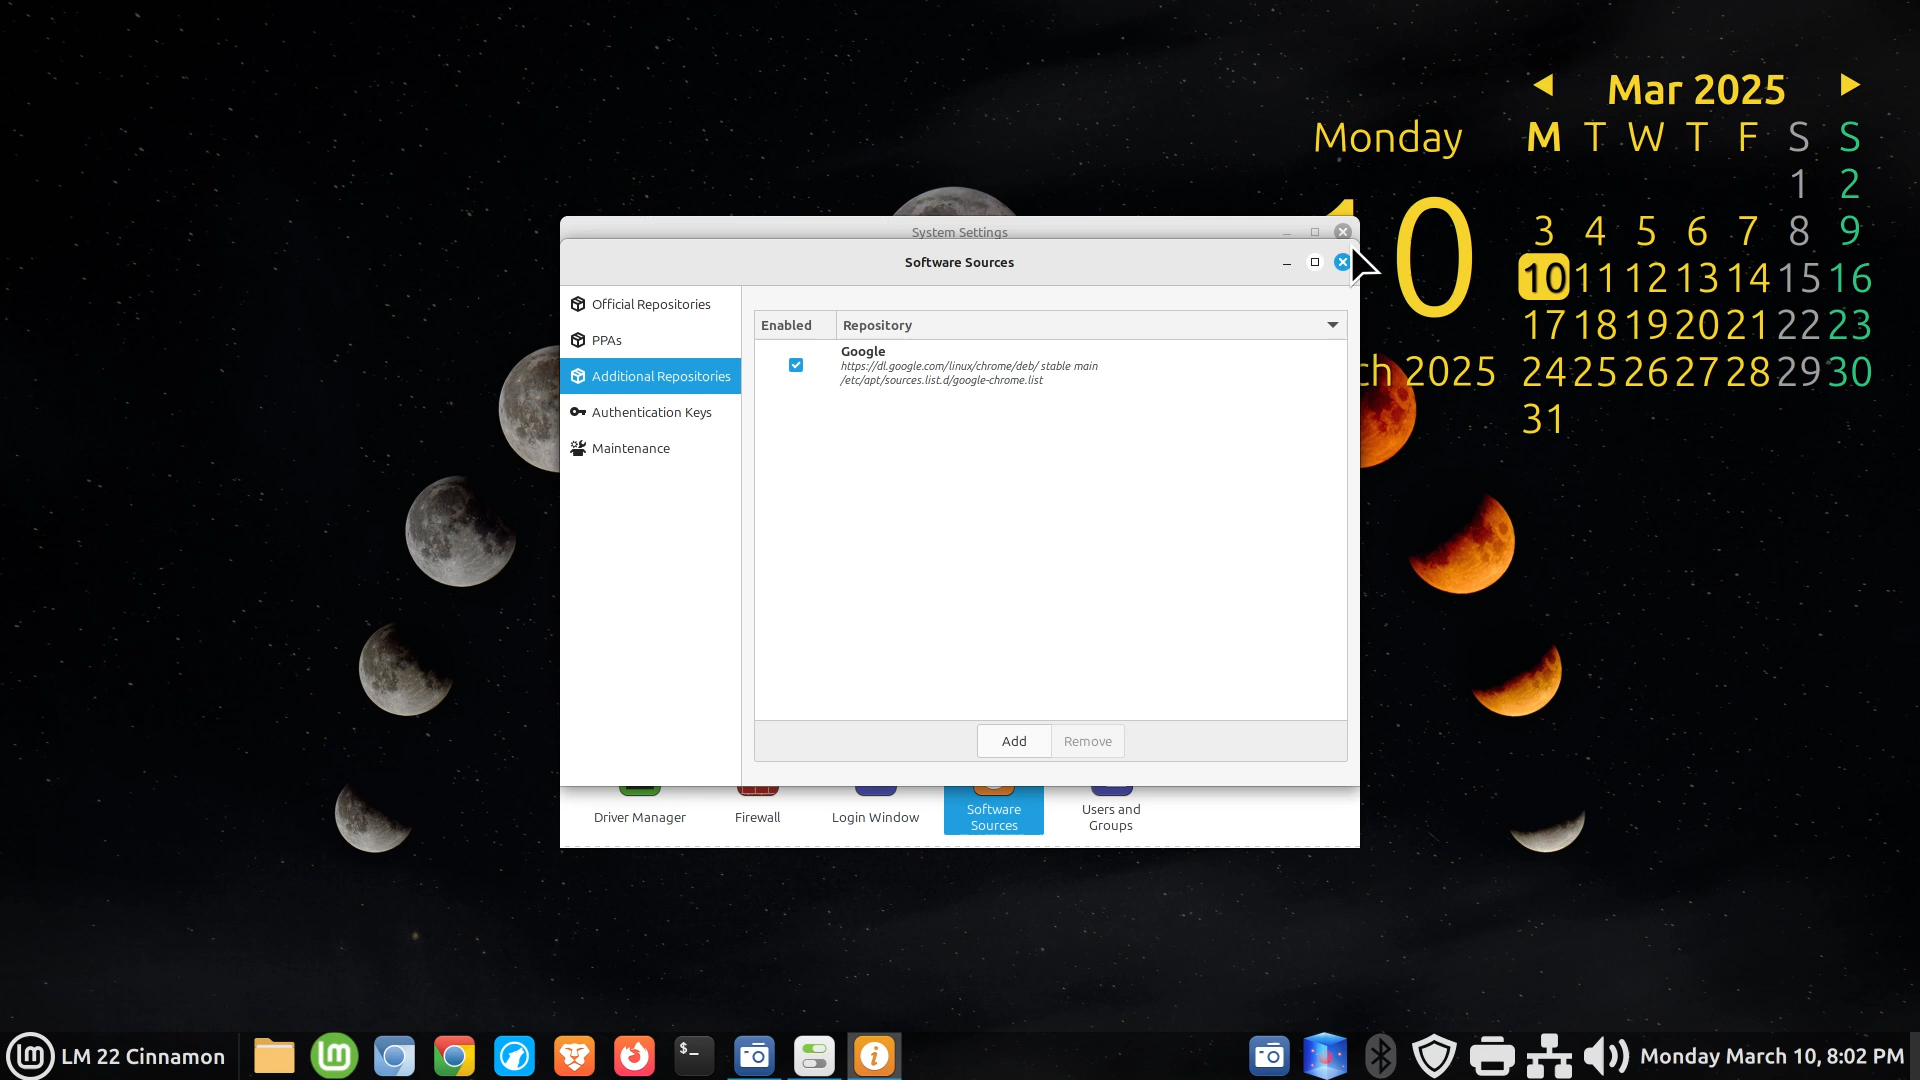 Mar 2025
Monday
M T W T F S S
1 2
3 4 5 6 7 8 9
10 11 12 13 14 15 16
17 18 19 20 21 22 23
24 25 26 27 28 29 30
31
10
ch 2025
System Settings
Software Sources
Official Repositories
PPAs
Additional Repositories
Authentication Keys
Maintenance
Enabled
Repository
Google
https://dl.google.com/linux/chrome/deb/ stable main
/etc/apt/sources.list.d/google-chrome.list
Add
Remove
Driver Manager
Firewall
Login Window
Software
Sources
Users and
Groups
LM 22 Cinnamon
$_
Monday March 10, 8:02 PM